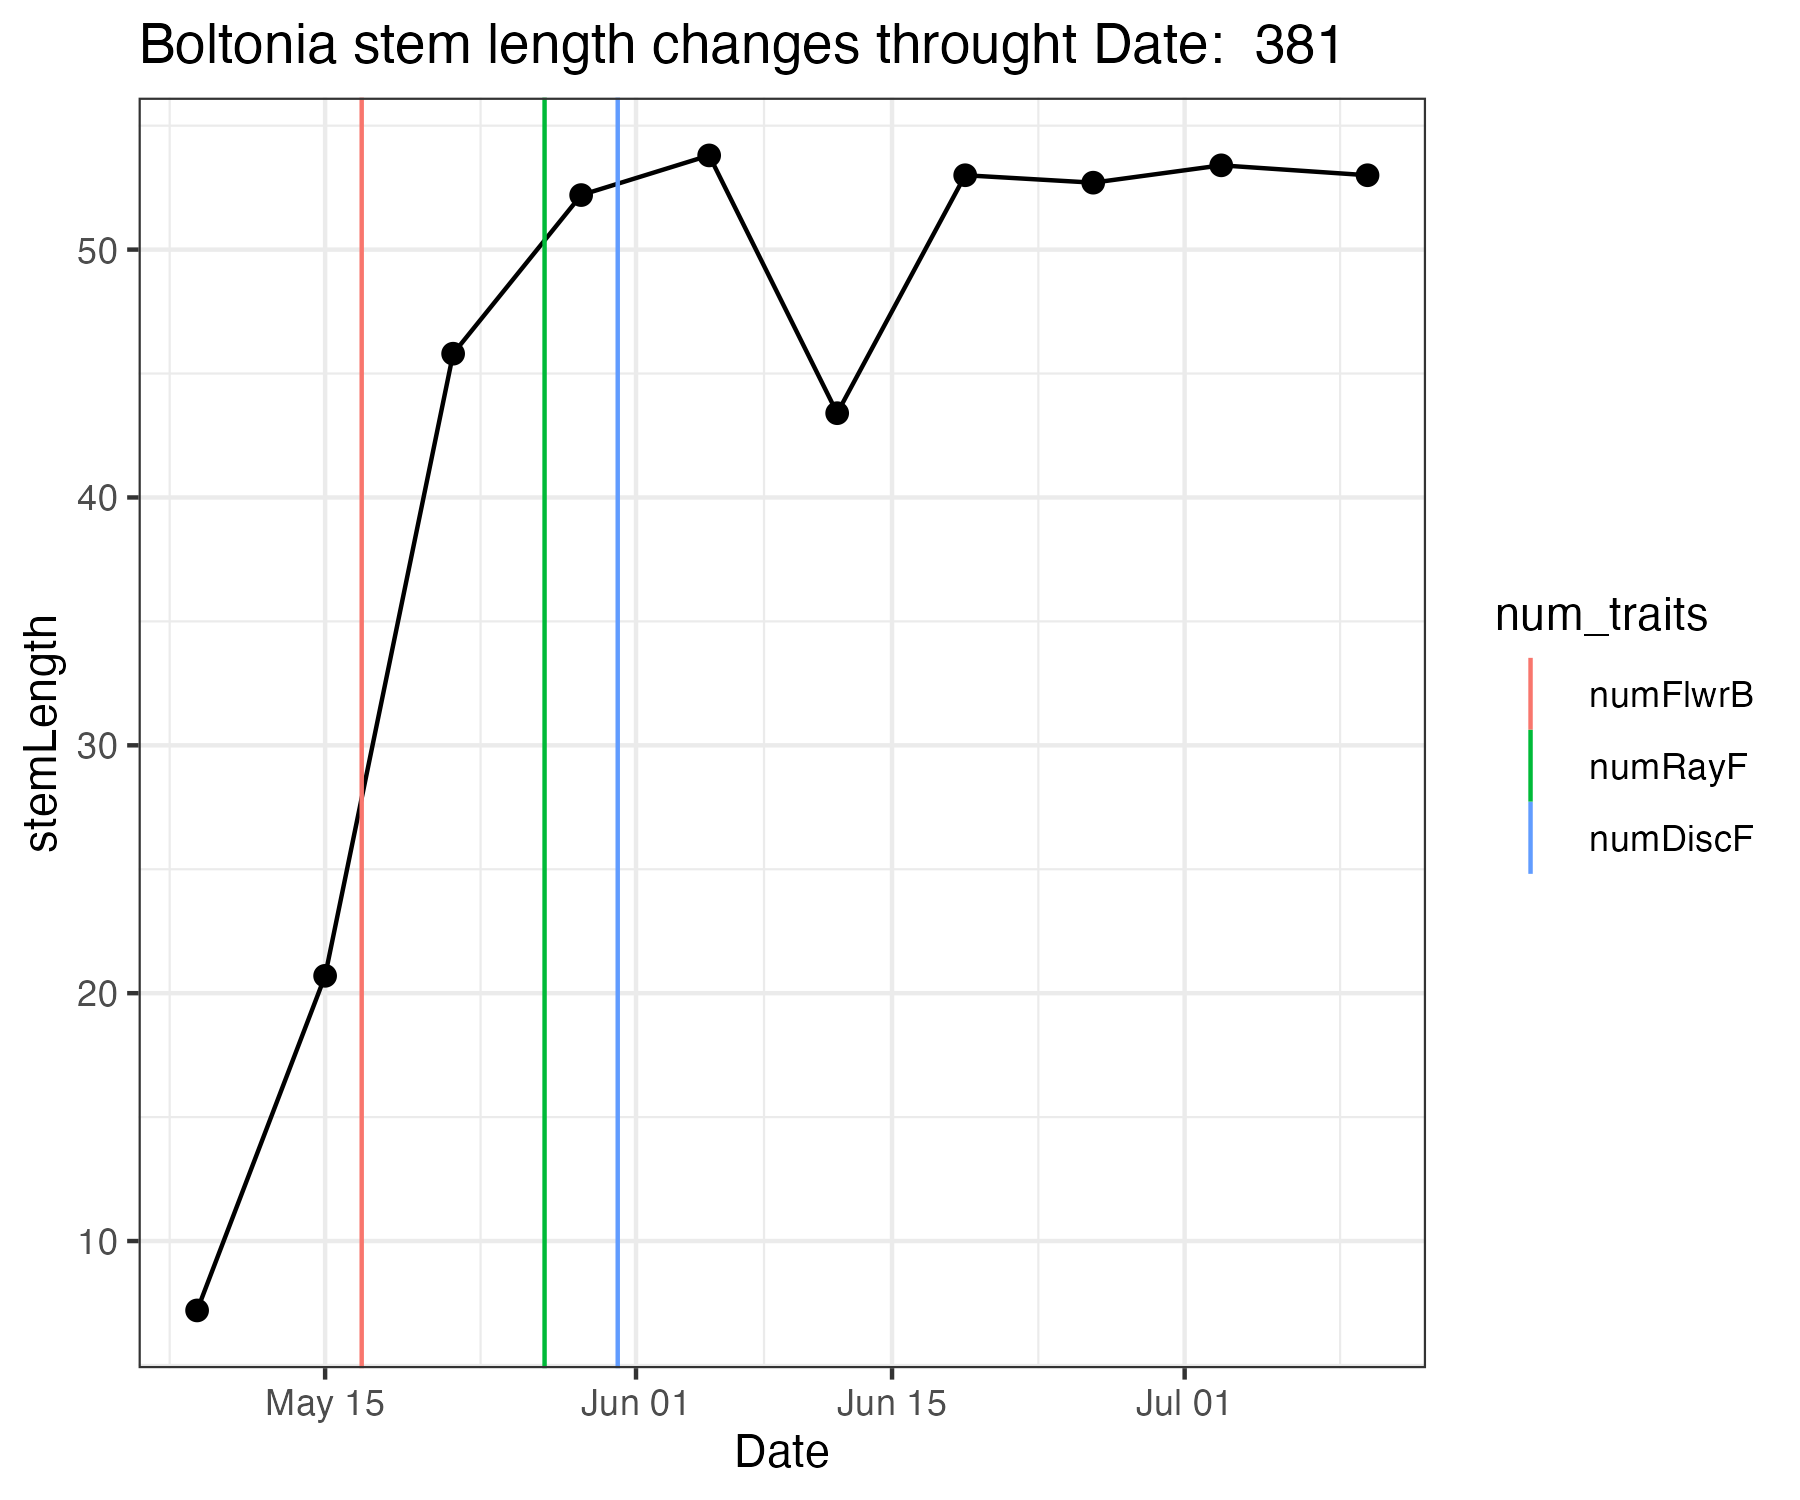 Boltonia stem length changes throught Date:  381
stemLength
50
40
30
20
10
May 15
Jun 01
Jun 15
Jul 01
Date
num_traits
numFlwrB
numRayF
numDiscF